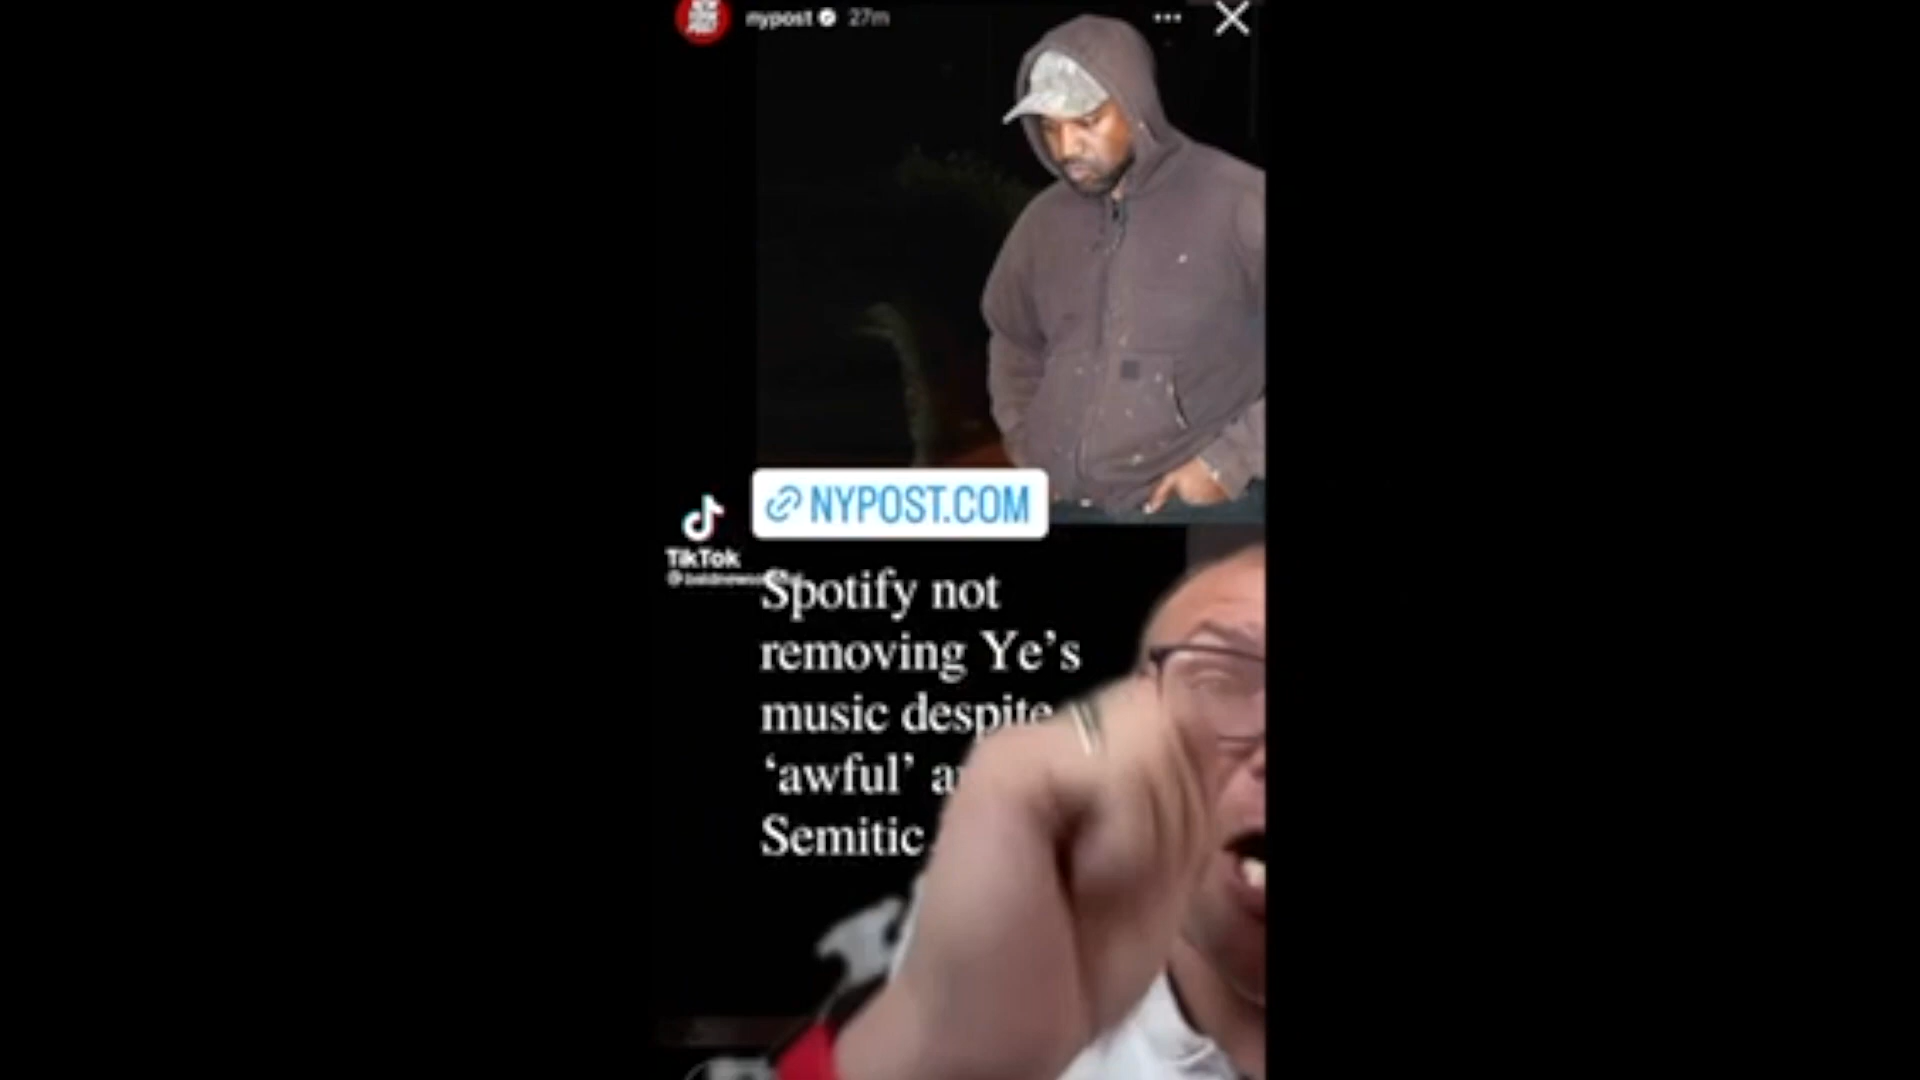 nypost 27m
NYPOST.COM
TikTok
Spotify not
removing Ye’s
music despite
‘awful’
Semitic